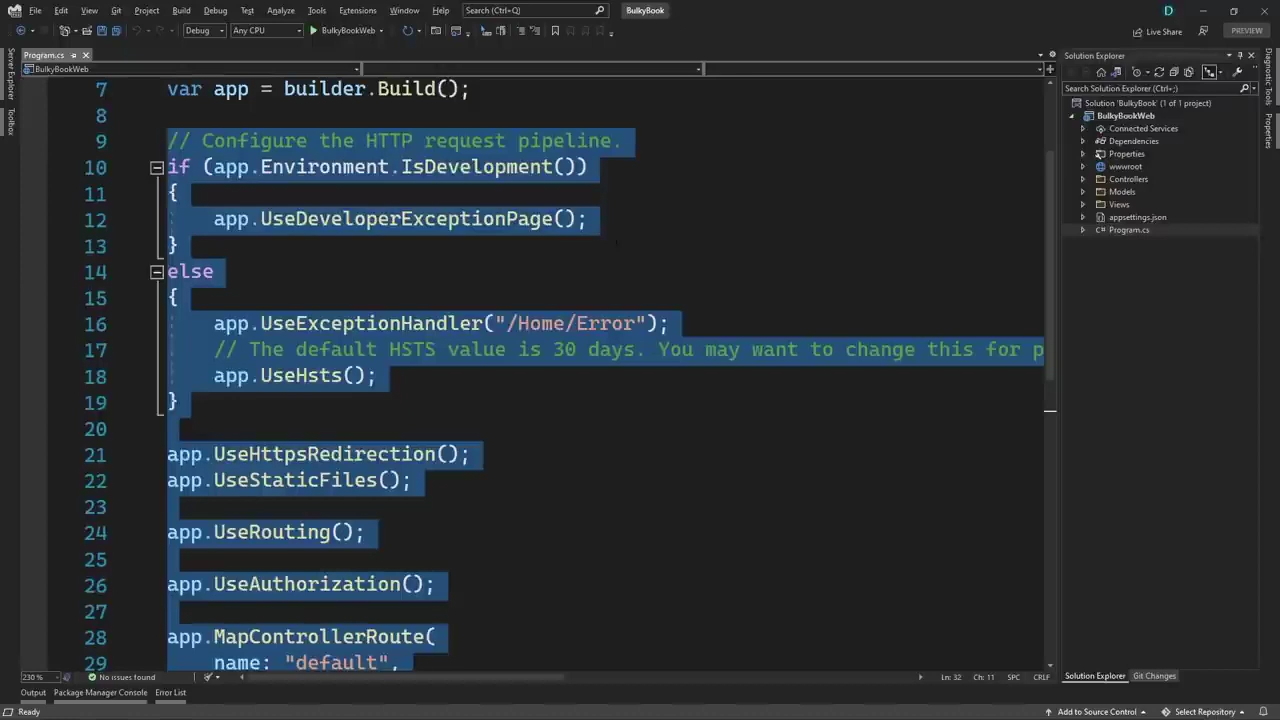 File Edit View Git Project Build Debug Test Analyze Tools Extensions Window Help Search (Ctrl+Q) BulkyBook D
Debug Any CPU BulkyBookWeb Live Share PREVIEW
Server Explorer
Toolbox
Program.cs
BulkyBookWeb
7 var app = builder.Build();
8
9 // Configure the HTTP request pipeline.
10 if (app.Environment.IsDevelopment())
11 {
12 app.UseDeveloperExceptionPage();
13 }
14 else
15 {
16 app.UseExceptionHandler("/Home/Error");
17 // The default HSTS value is 30 days. You may want to change this for p
18 app.UseHsts();
19 }
20
21 app.UseHttpsRedirection();
22 app.UseStaticFiles();
23
24 app.UseRouting();
25
26 app.UseAuthorization();
27
28 app.MapControllerRoute(
29 name: "default",
230 % No issues found Ln: 32 Ch: 11 SPC CRLF
Solution Explorer
Search Solution Explorer (Ctrl+;)
Solution 'BulkyBook' (1 of 1 project)
BulkyBookWeb
Connected Services
Dependencies
Properties
wwwroot
Controllers
Models
Views
appsettings.json
C# Program.cs
Solution Explorer Git Changes
Diagnostic Tools
Properties
Output Package Manager Console Error List
Ready Add to Source Control Select Repository